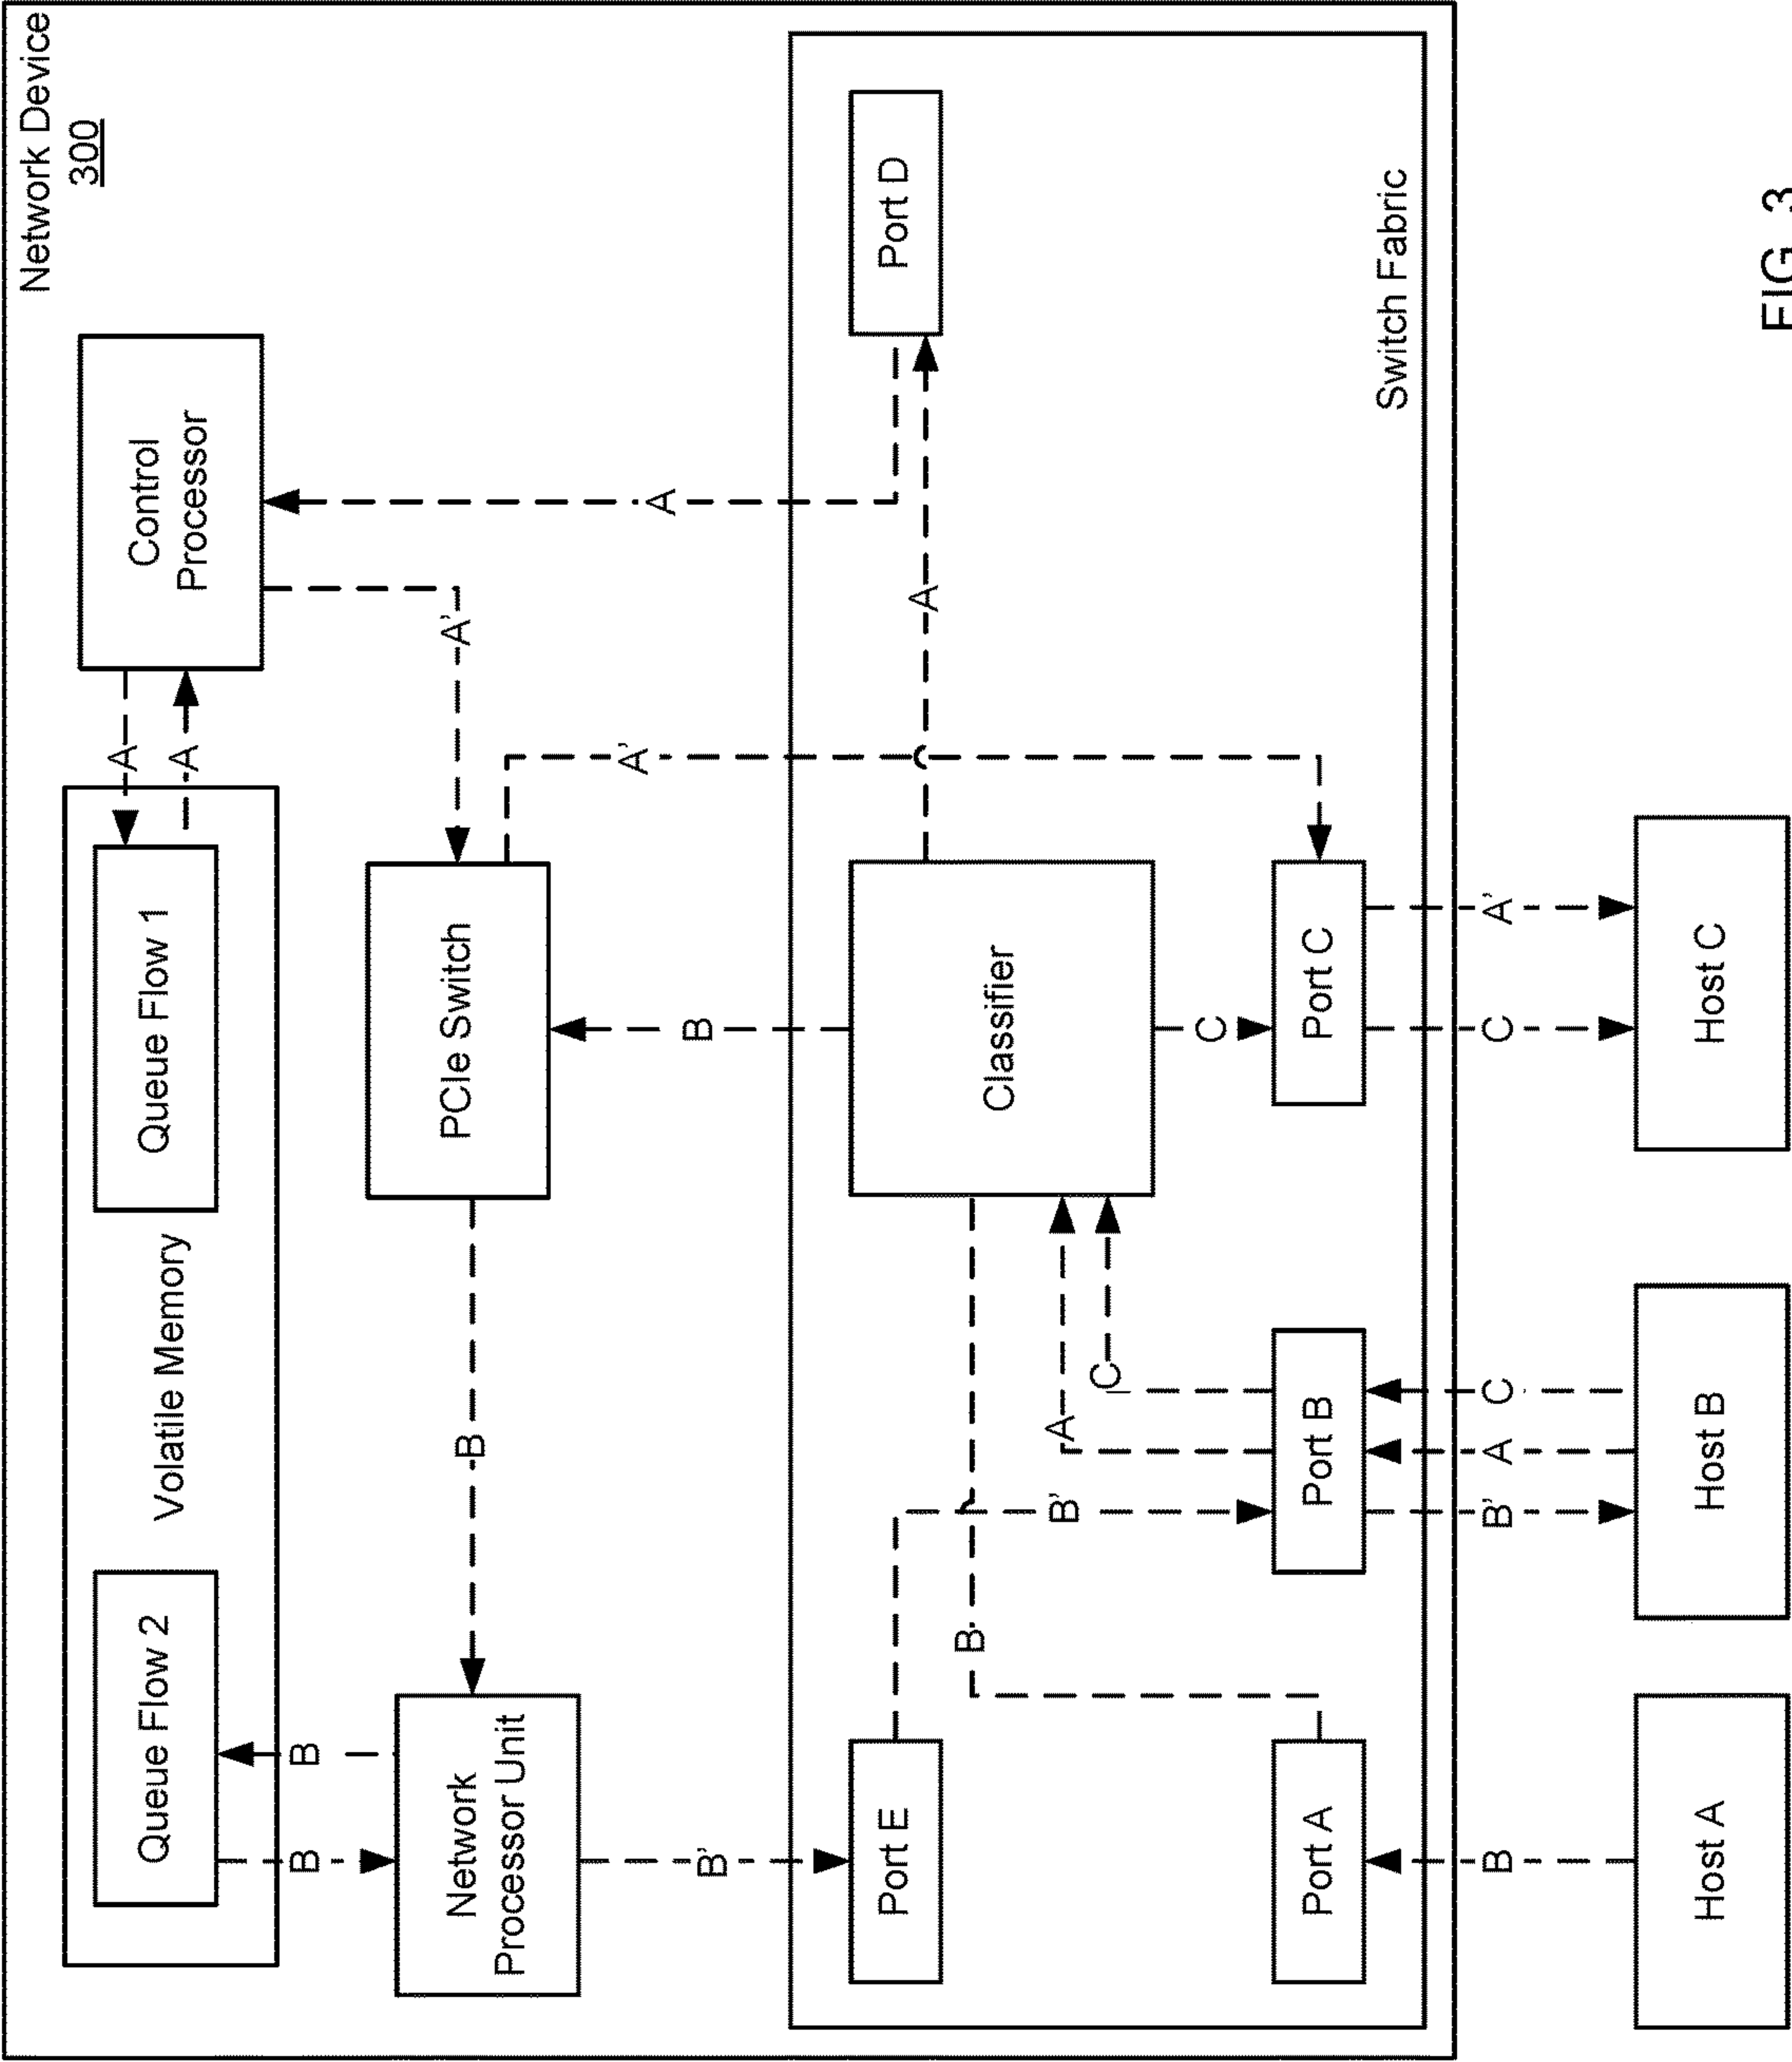 Network Device
300
Queue Flow 2
Volatile Memory
Queue Flow 1
A
A
Control
Processor
B
B
Network
Processor Unit
B
PCIe Switch
A'
A'
A
B'
B
Port E
A
Port D
B
Classifier
B'
A
C
C
Port A
Port B
Port C
Switch Fabric
B
B'
A
C
C
A'
Host A
Host B
Host C
FIG. 3